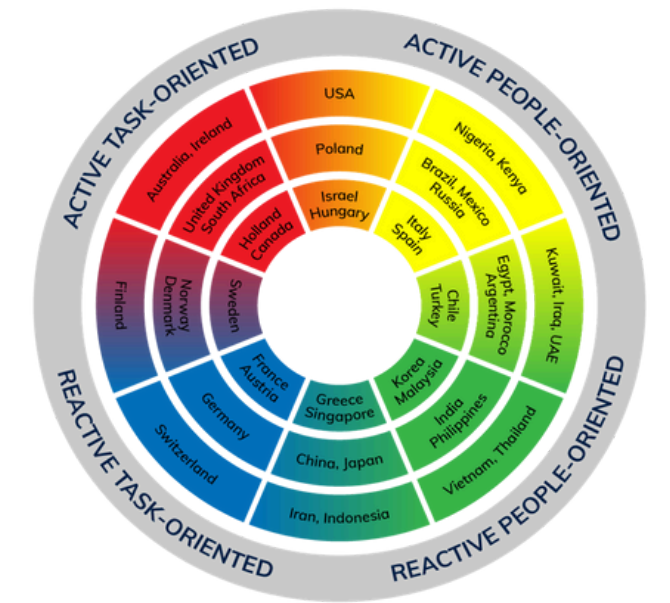 ACTIVE TASK-ORIENTED
ACTIVE PEOPLE-ORIENTED
USA
Poland
Israel
Hungary
Nigeria, Kenya
Brazil, Mexico
Russia
Italy
Spain
Kuwait, Iraq, UAE
Egypt, Morocco
Argentina
Chile
Turkey
Vietnam, Thailand
India
Philippines
Korea
Malaysia
Iran, Indonesia
China, Japan
Greece
Singapore
Switzerland
Germany
France
Austria
Finland
Norway
Denmark
Sweden
Australia, Ireland
United Kingdom
South Africa
Holland
Canada
REACTIVE TASK-ORIENTED
REACTIVE PEOPLE-ORIENTED